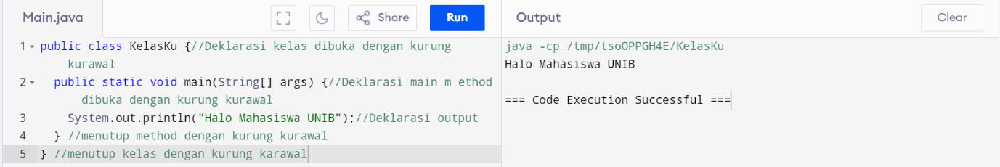 Main.java Share Run Output Clear
1 public class KelasKu {//Deklarasi kelas dibuka dengan kurung
kurawal
2 public static void main(String[] args) {//Deklarasi main m ethod
dibuka dengan kurung kurawal
3 System.out.println("Halo Mahasiswa UNIB");//Deklarasi output
4 } //menutup method dengan kurung kurawal
5 } //menutup kelas dengan kurung karawal
java -cp /tmp/tsoOPPGH4E/KelasKu
Halo Mahasiswa UNIB
=== Code Execution Successful ===